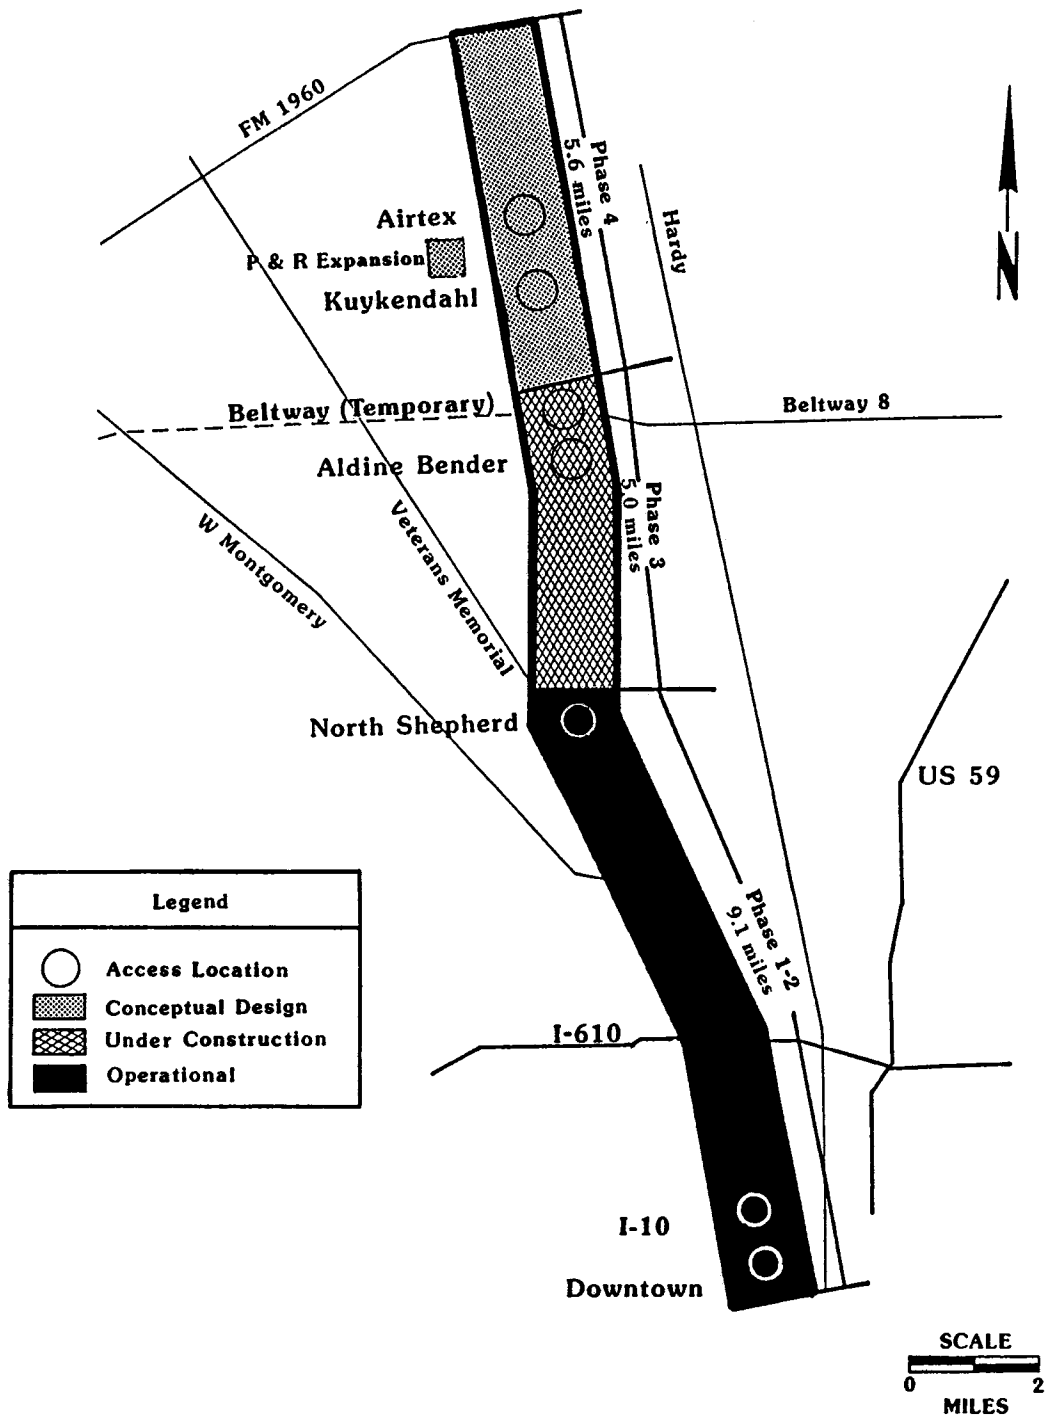 FM 1960
Phase 4
5.6 miles
Airtex
P & R Expansion
Kuykendahl
Hardy
N
Beltway (Temporary)
Beltway 8
Aldine Bender
Phase 3
5.0 miles
W Montgomery
Veterans Memorial
North Shepherd
US 59
Legend
Access Location
Conceptual Design
Under Construction
Operational
Phase 1-2
9.1 miles
I-610
I-10
Downtown
SCALE
0 2
MILES